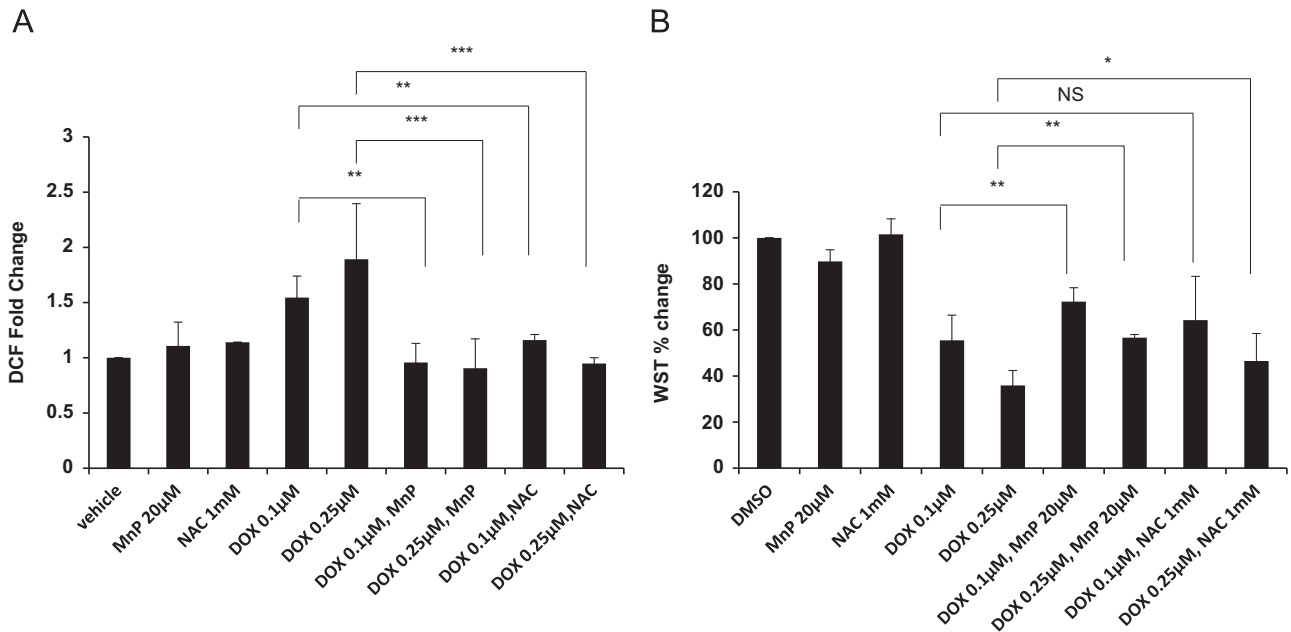 A
***
**
***
**
3
2.5
2
1.5
1
0.5
0
DCF Fold Change
vehicle
MnP 20μM
NAC 1mM
DOX 0.1μM
DOX 0.25μM
DOX 0.1μM, MnP
DOX 0.25μM, MnP
DOX 0.1μM,NAC
DOX 0.25μM,NAC
B
*
NS
**
**
120
100
80
60
40
20
0
WST % change
DMSO
MnP 20μM
NAC 1mM
DOX 0.1μM
DOX 0.25μM
DOX 0.1μM, MnP 20μM
DOX 0.25μM, MnP 20μM
DOX 0.1μM, NAC 1mM
DOX 0.25μM, NAC 1mM